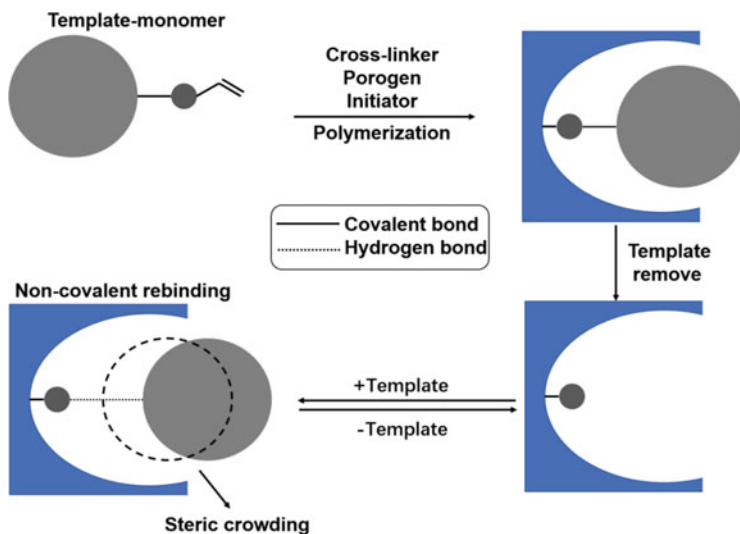 Template-monomer
Cross-linker
Porogen
Initiator
Polymerization
Covalent bond
Hydrogen bond
Template
remove
Non-covalent rebinding
+Template
-Template
Steric crowding